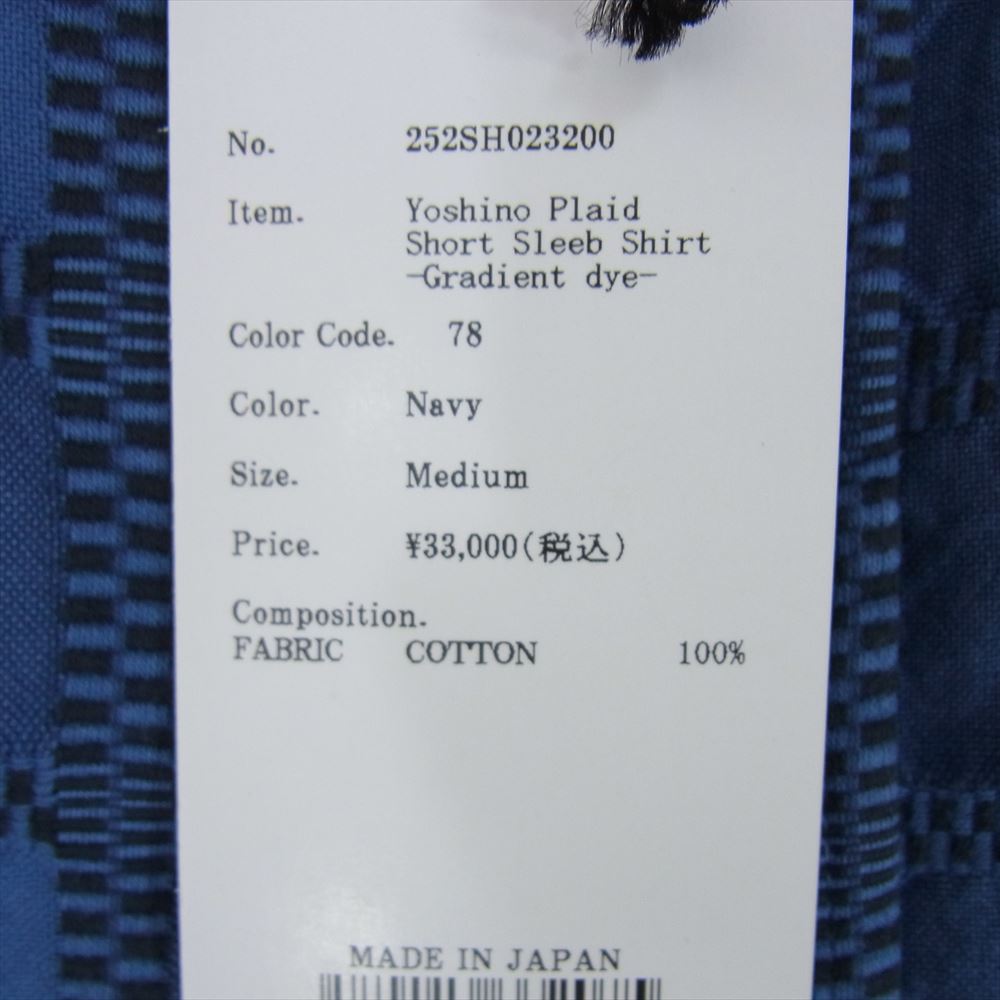 No. 252SH023200
Item. Yoshino Plaid
Short Sleeb Shirt
-Gradient dye-
Color Code. 78
Color. Navy
Size. Medium
Price. ¥33,000(税込)
Composition.
FABRIC COTTON 100%
MADE IN JAPAN